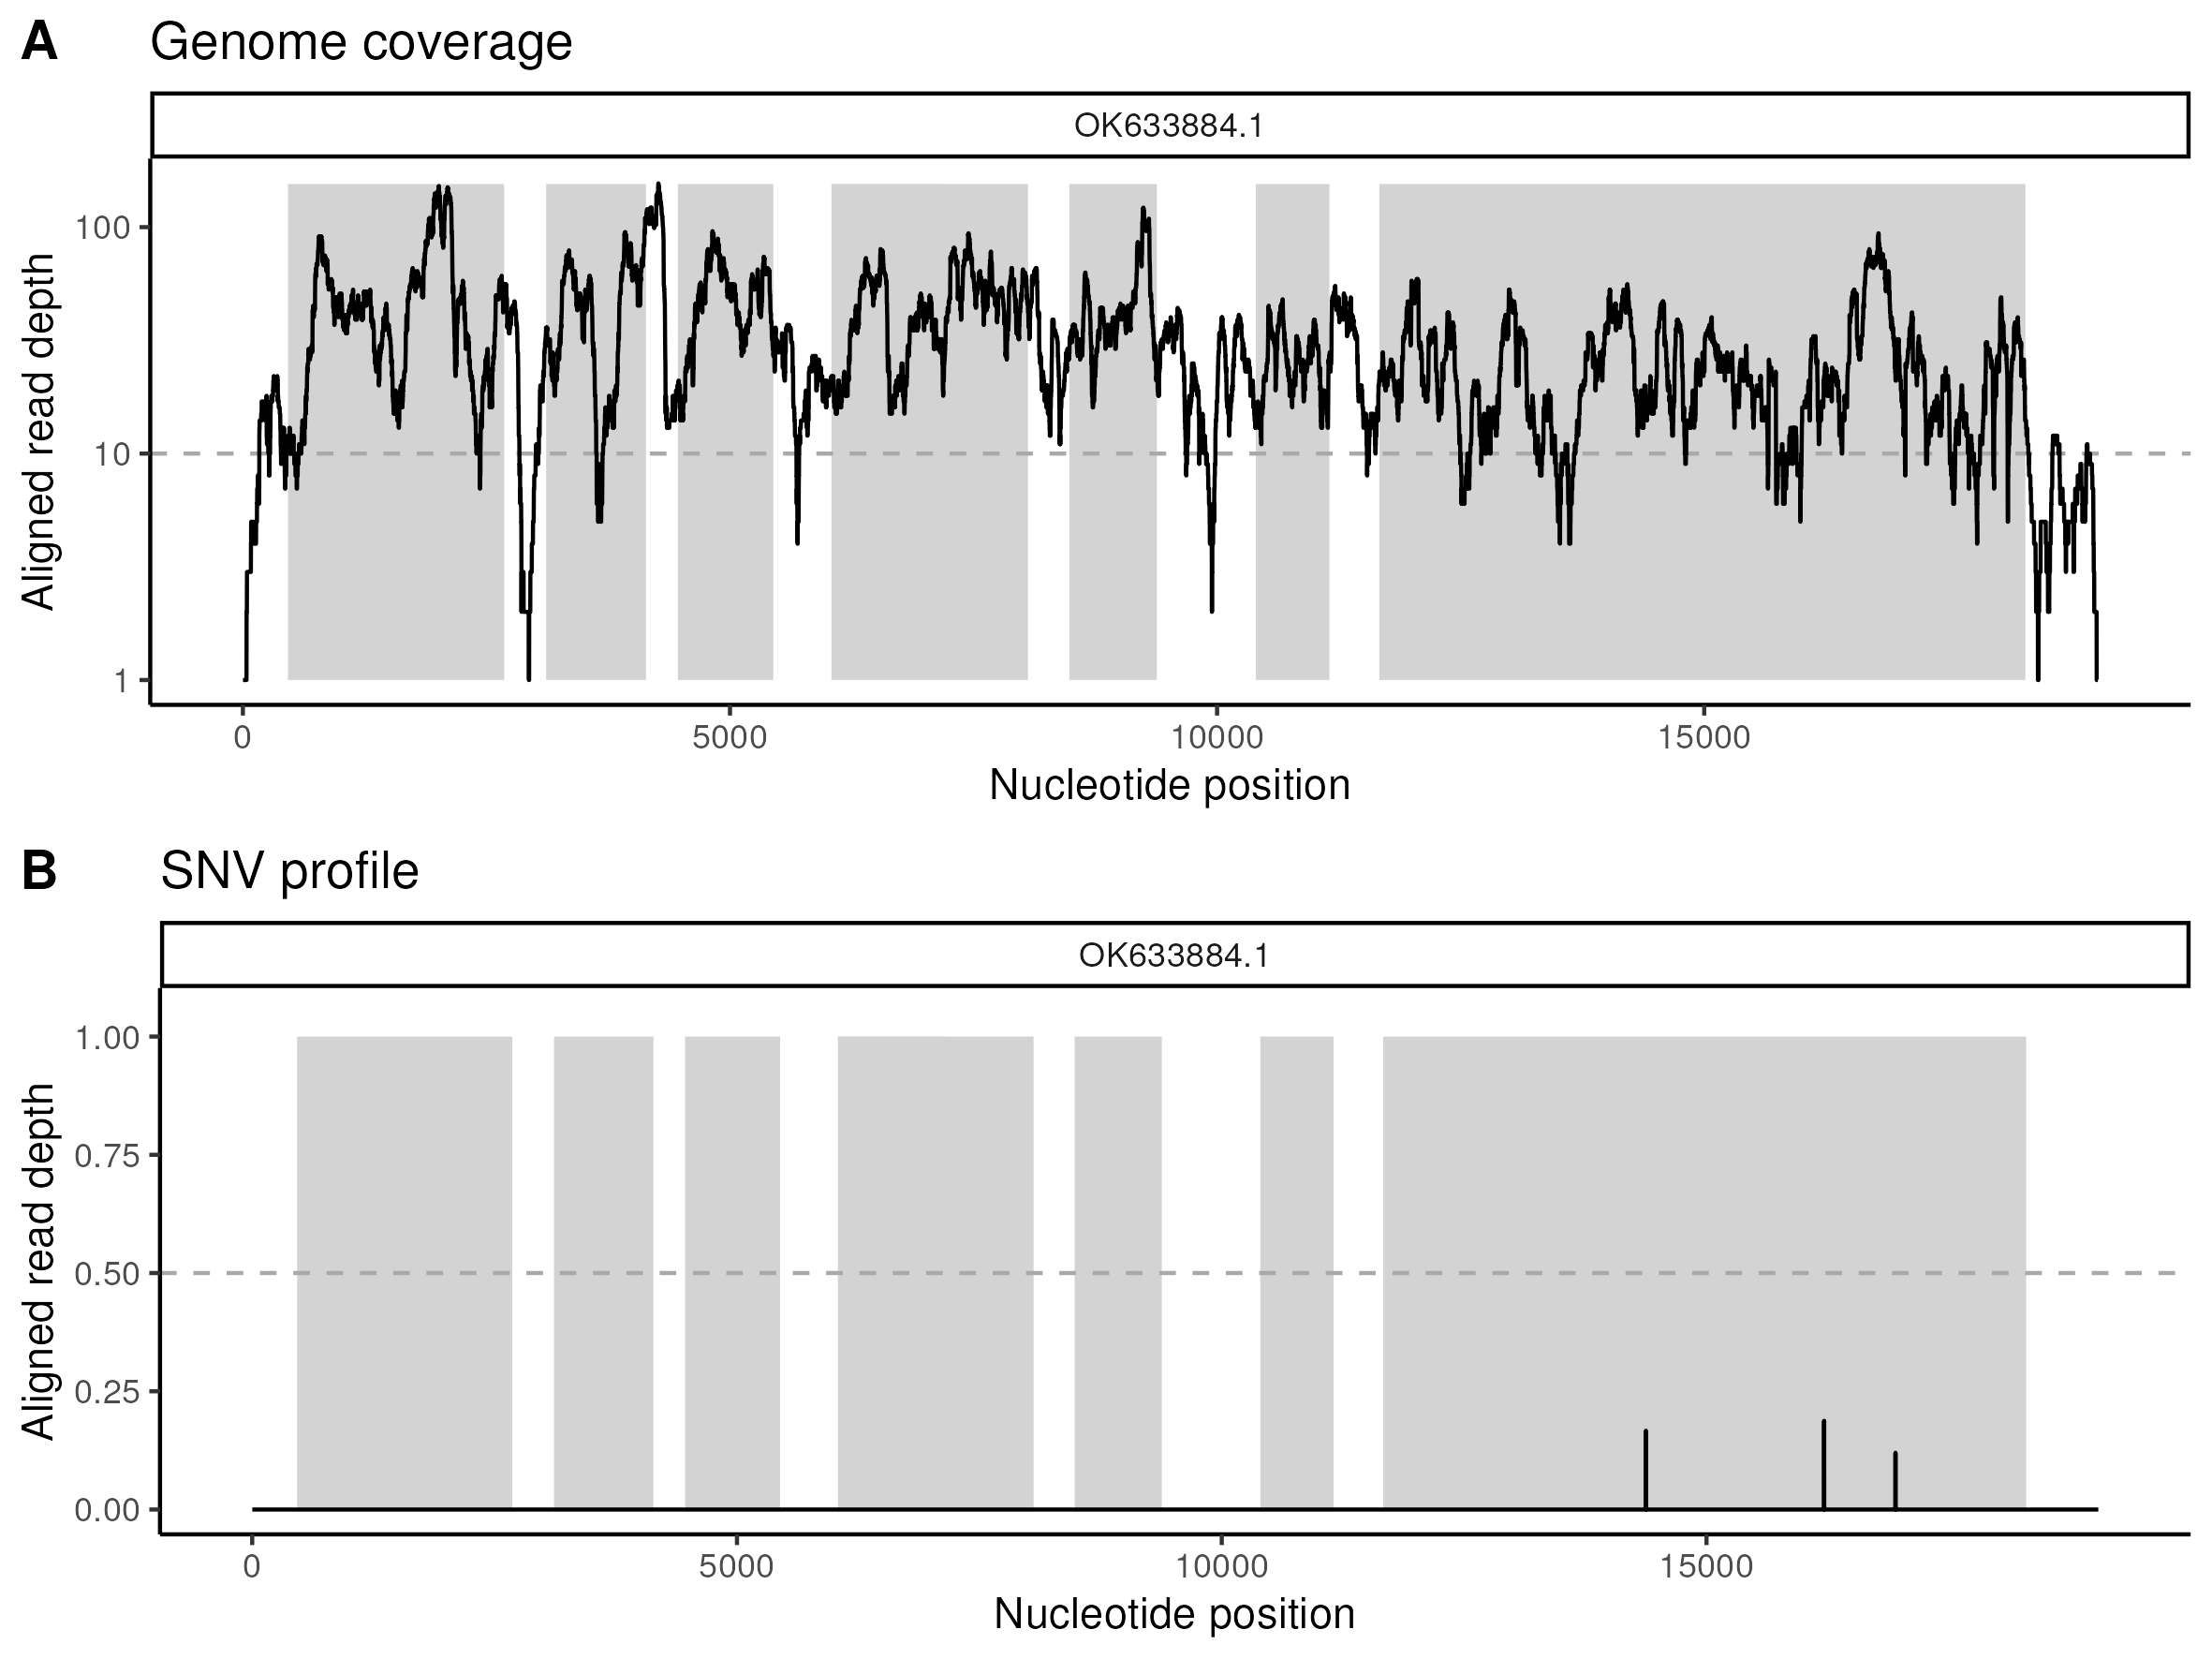 A Genome coverage
OK633884.1
Aligned read depth
100
10
1
0 5000 10000 15000
Nucleotide position
B SNV profile
OK633884.1
Aligned read depth
1.00
0.75
0.50
0.25
0.00
0 5000 10000 15000
Nucleotide position